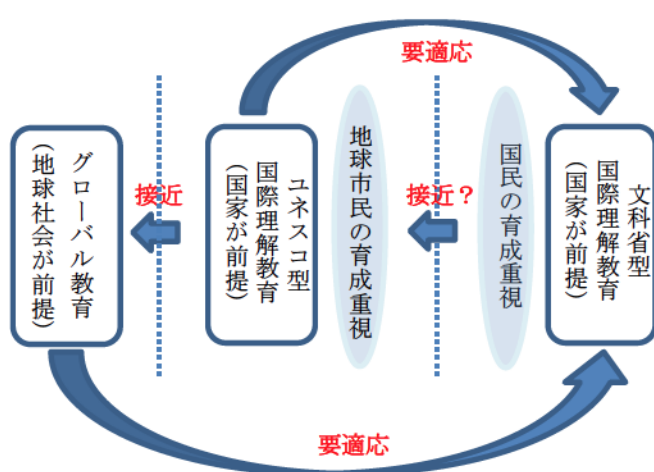 要適応
グローバル教育
(地球社会が前提)
接近
ユネスコ型
国際理解教育
(国家が前提)
地球市民の育成重視
接近？
国民の育成重視
文科省型
国際理解教育
(国家が前提)
要適応